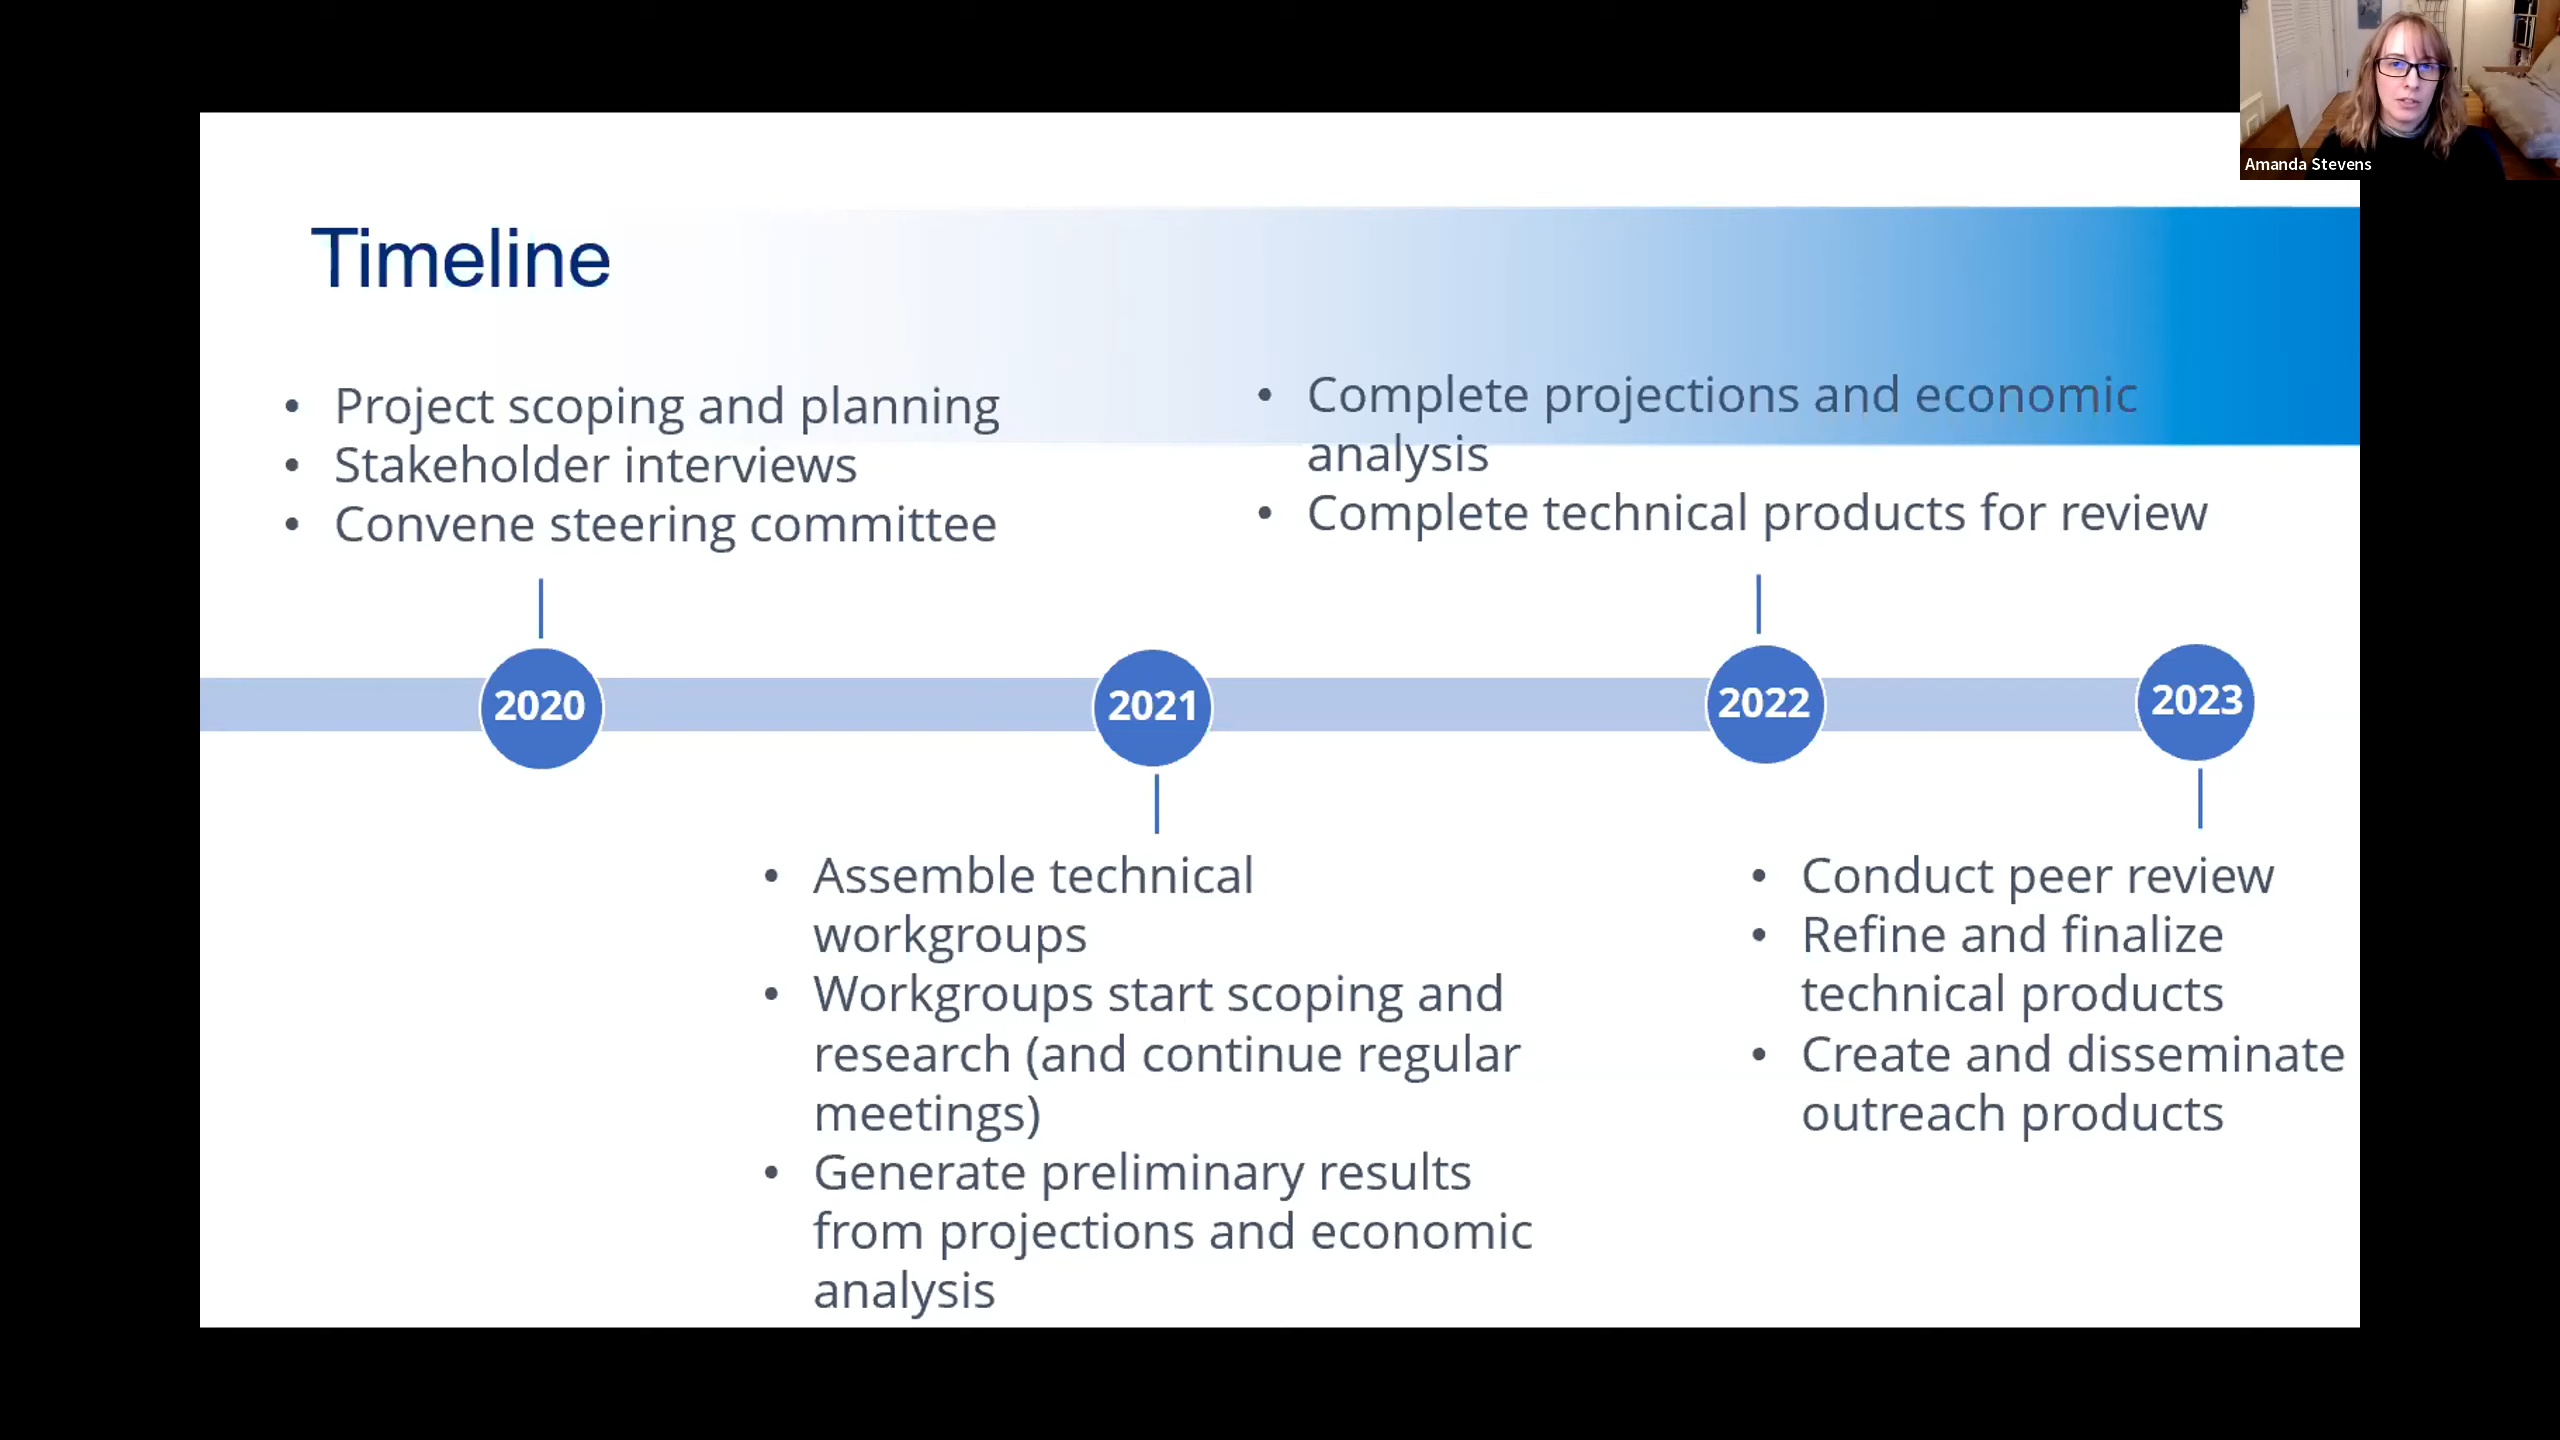 Amanda Stevens
Timeline
• Project scoping and planning
• Stakeholder interviews
• Convene steering committee
• Complete projections and economic
analysis
• Complete technical products for review
2020
2021
2022
2023
• Assemble technical
workgroups
• Workgroups start scoping and
research (and continue regular
meetings)
• Generate preliminary results
from projections and economic
analysis
• Conduct peer review
• Refine and finalize
technical products
• Create and disseminate
outreach products